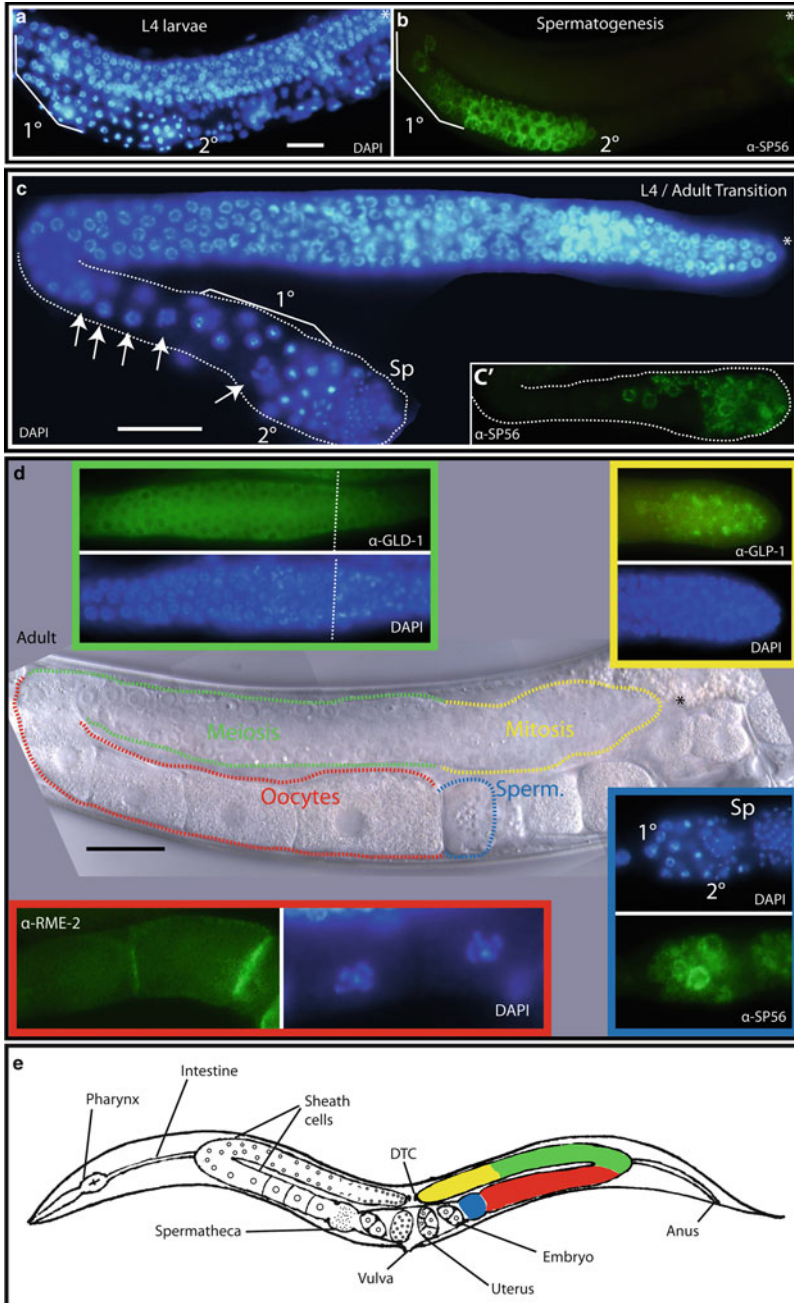 a
L4 larvae
*
1°
2°
DAPI
b
Spermatogenesis
*
1°
2°
α-SP56
c
L4 / Adult Transition
*
1°
Sp
2°
DAPI
C'
α-SP56
d
α-GLD-1
DAPI
α-GLP-1
DAPI
Adult
*
Meiosis
Mitosis
Oocytes
Sperm.
1°
Sp
2°
DAPI
α-SP56
α-RME-2
DAPI
e
Intestine
Pharynx
Sheath
cells
DTC
Spermatheca
Vulva
Uterus
Embryo
Anus